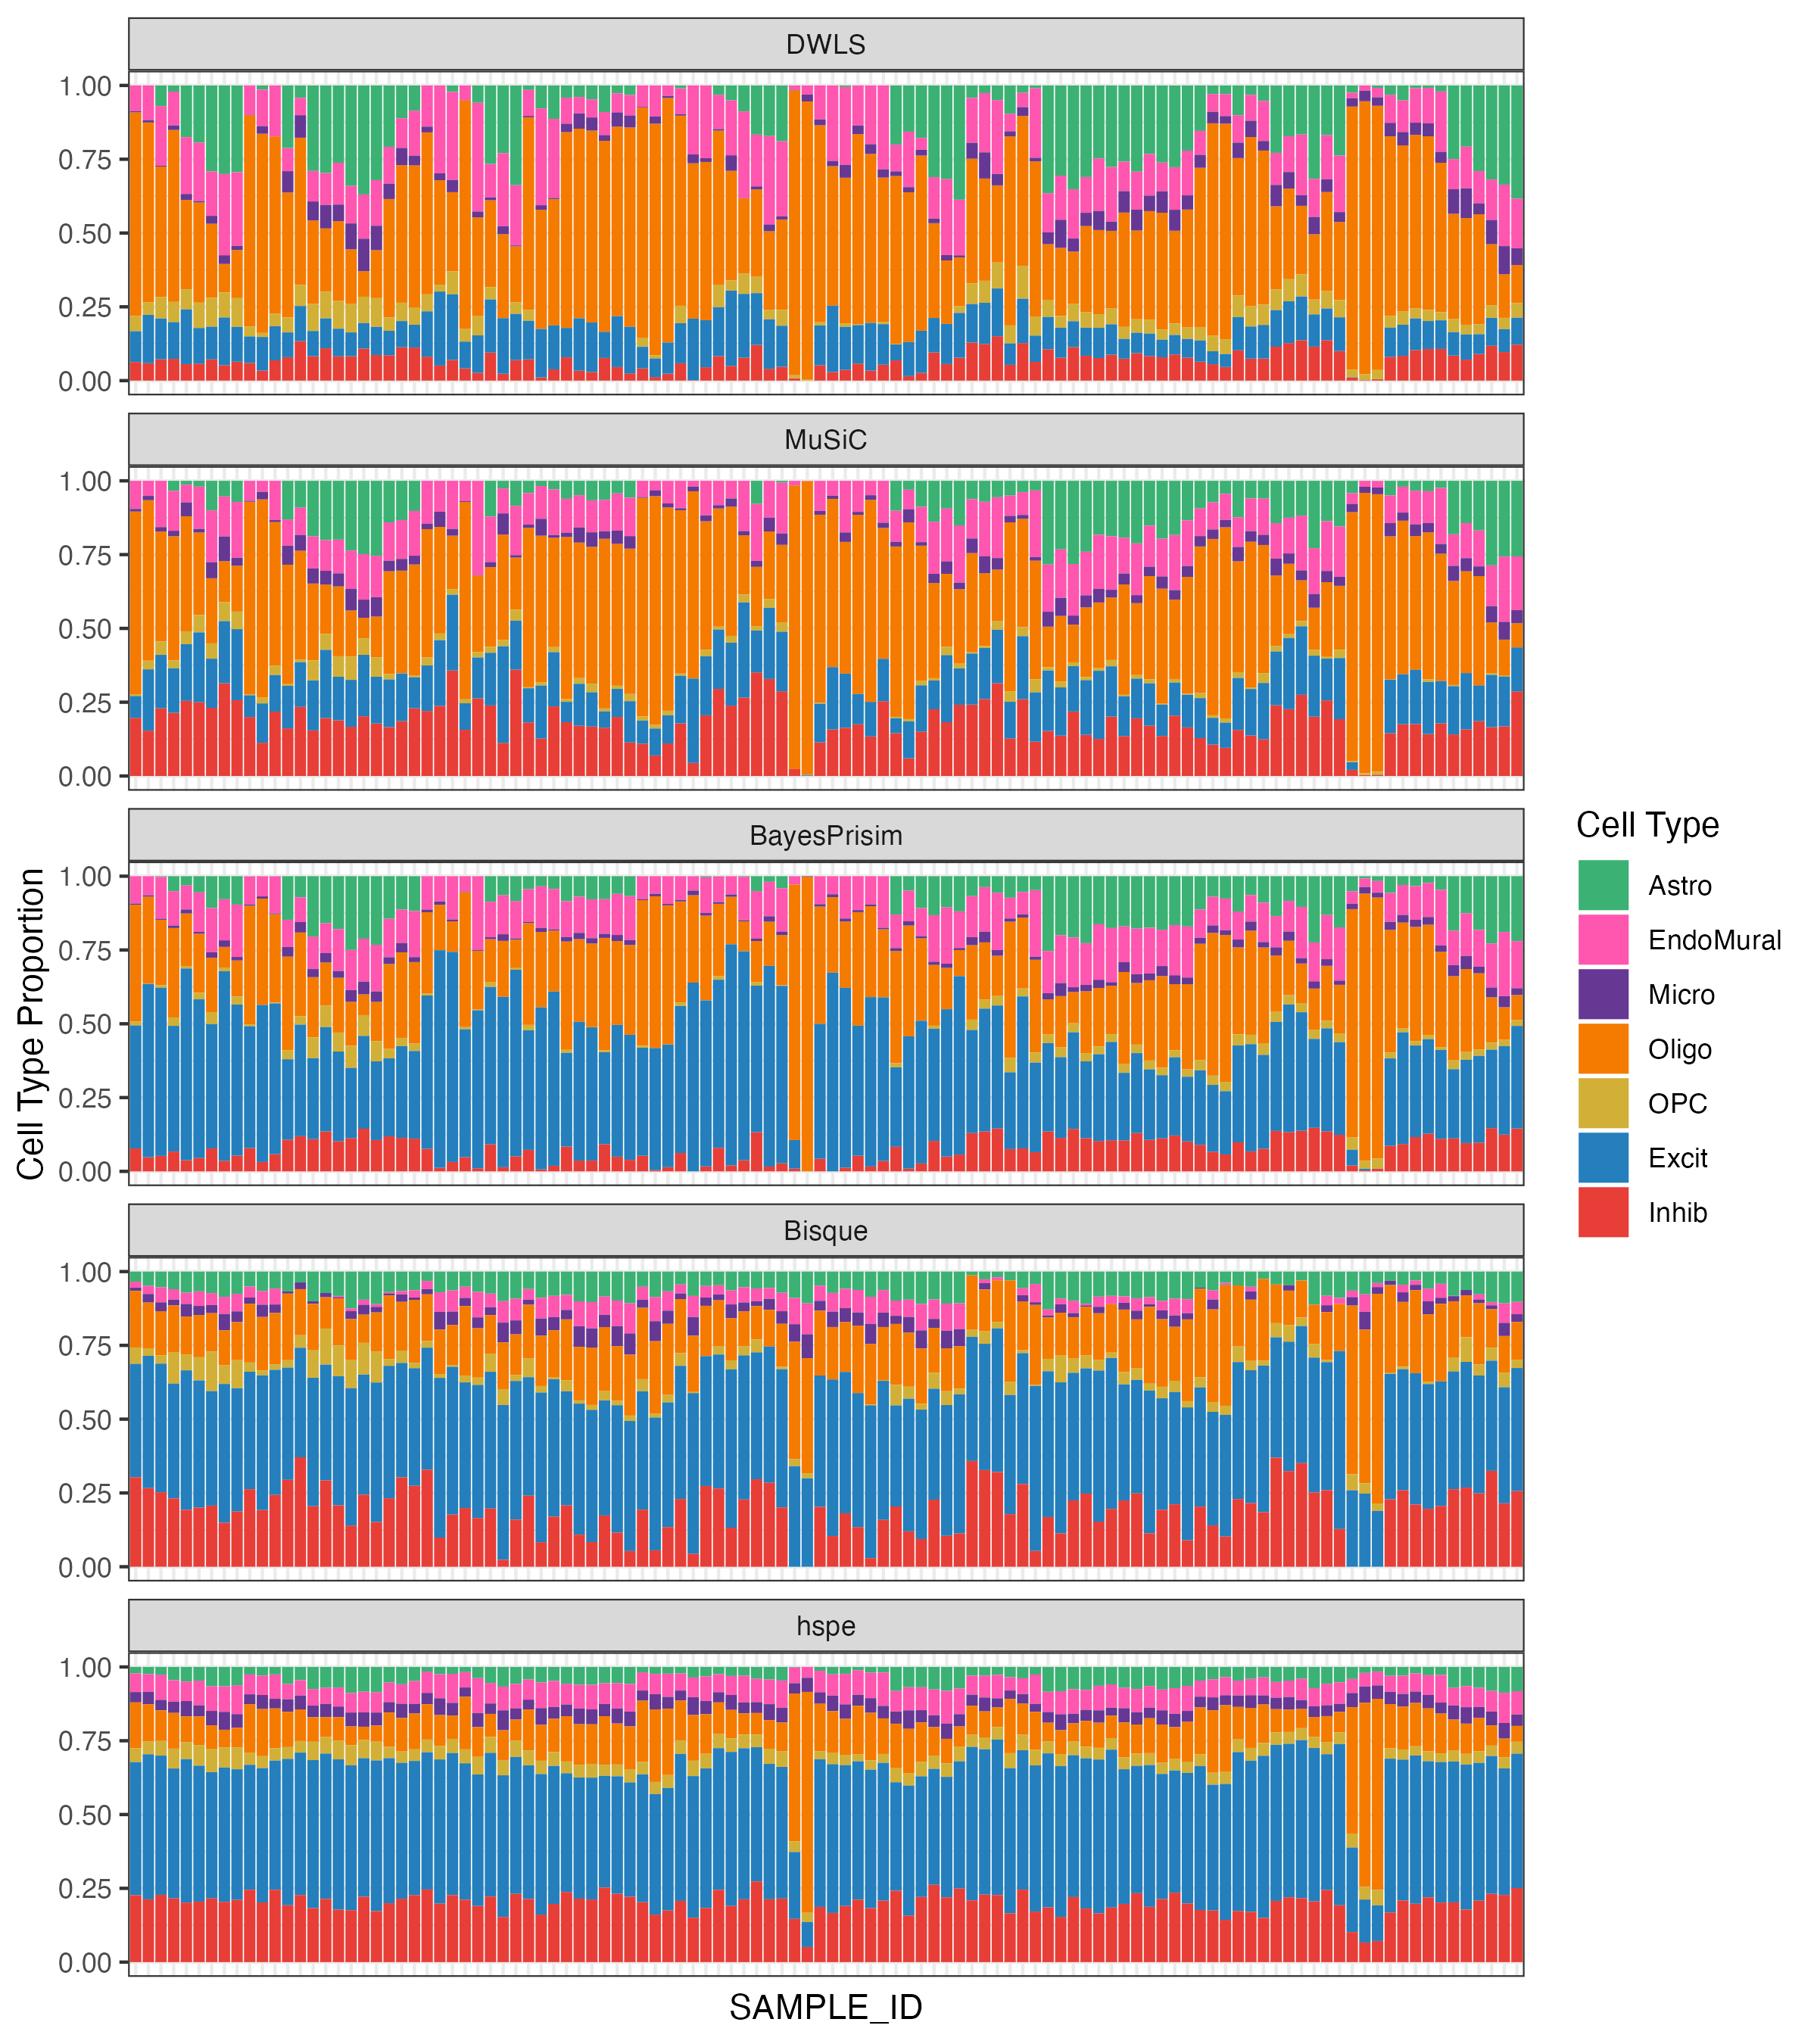 DWLS
1.00
0.75
0.50
0.25
0.00
MuSiC
1.00
0.75
0.50
0.25
0.00
BayesPrisim
1.00
0.75
0.50
0.25
0.00
Bisque
1.00
0.75
0.50
0.25
0.00
hspe
1.00
0.75
0.50
0.25
0.00
Cell Type Proportion
SAMPLE_ID
Cell Type
Astro
EndoMural
Micro
Oligo
OPC
Excit
Inhib